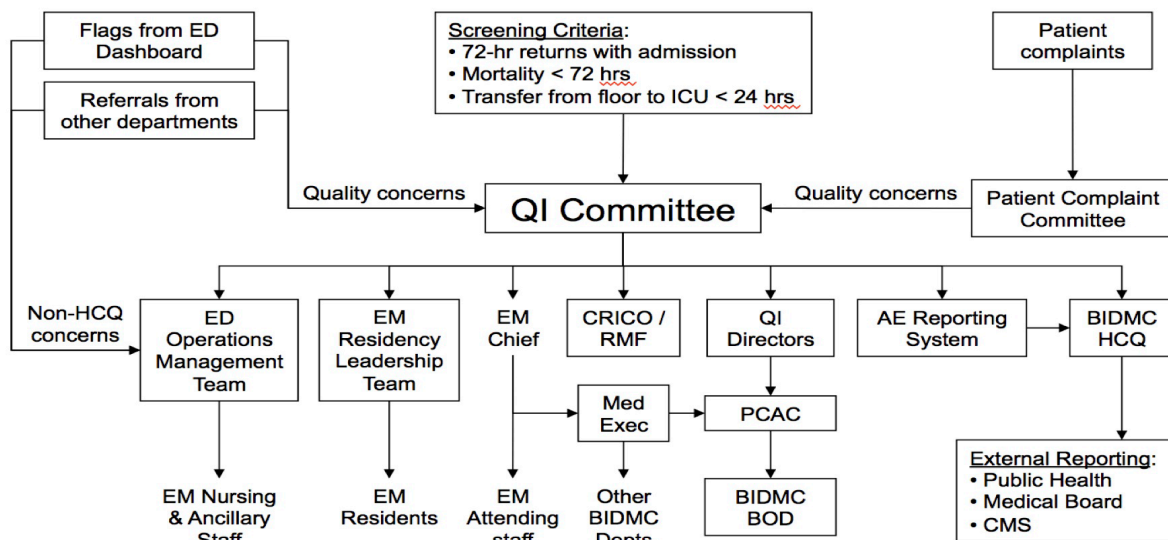 Flags from ED
Dashboard
Screening Criteria:
• 72-hr returns with admission
• Mortality < 72 hrs
• Transfer from floor to ICU < 24 hrs
Patient
complaints
Referrals from
other departments
Quality concerns
QI Committee
Quality concerns
Patient Complaint
Committee
Non-HCQ
concerns
ED
Operations
Management
Team
EM
Residency
Leadership
Team
EM
Chief
CRICO /
RMF
QI
Directors
AE Reporting
System
BIDMC
HCQ
Med
Exec
PCAC
EM Nursing
& Ancillary
Staff
EM
Residents
EM
Attending
staff
Other
BIDMC
Depts
BIDMC
BOD
External Reporting:
• Public Health
• Medical Board
• CMS